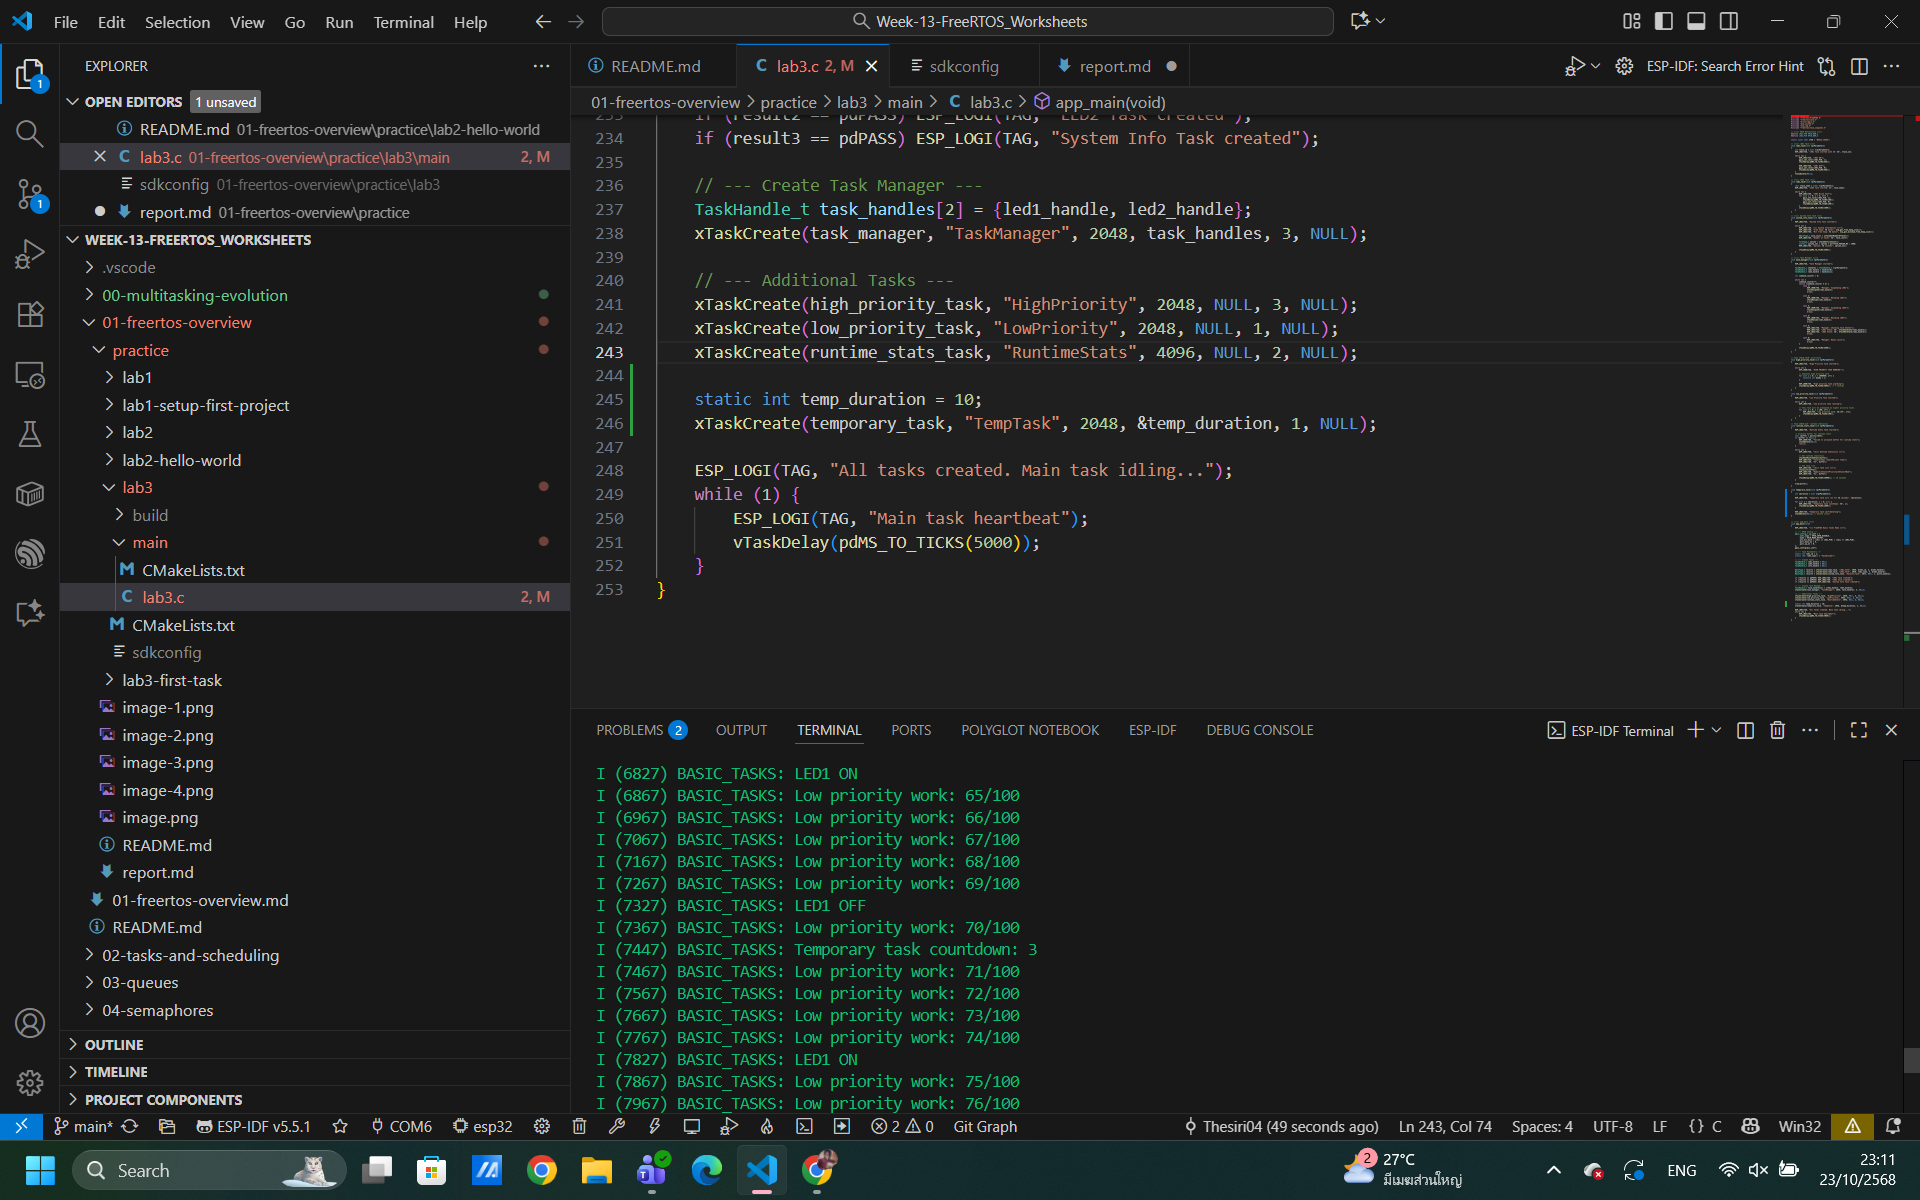 File Edit Selection View Go Run Terminal Help
Week-13-FreeRTOS_Worksheets
EXPLORER
OPEN EDITORS 1 unsaved
README.md 01-freertos-overview\practice\lab2-hello-world
lab3.c 01-freertos-overview\practice\lab3\main 2, M
sdkconfig 01-freertos-overview\practice\lab3
report.md 01-freertos-overview\practice
WEEK-13-FREERTOS_WORKSHEETS
.vscode
00-multitasking-evolution
01-freertos-overview
practice
lab1
lab1-setup-first-project
lab2
lab2-hello-world
lab3
build
main
CMakeLists.txt
lab3.c 2, M
CMakeLists.txt
sdkconfig
lab3-first-task
image-1.png
image-2.png
image-3.png
image-4.png
image.png
README.md
report.md
01-freertos-overview.md
README.md
02-tasks-and-scheduling
03-queues
04-semaphores
OUTLINE
TIMELINE
PROJECT COMPONENTS
README.md
lab3.c 2, M
sdkconfig
report.md
ESP-IDF: Search Error Hint
01-freertos-overview > practice > lab3 > main > C lab3.c > app_main(void)
233 if (result2 == pdPASS) ESP_LOGI(TAG, "LED2 Task created");
234 if (result3 == pdPASS) ESP_LOGI(TAG, "System Info Task created");
235
236 // --- Create Task Manager ---
237 TaskHandle_t task_handles[2] = {led1_handle, led2_handle};
238 xTaskCreate(task_manager, "TaskManager", 2048, task_handles, 3, NULL);
239
240 // --- Additional Tasks ---
241 xTaskCreate(high_priority_task, "HighPriority", 2048, NULL, 3, NULL);
242 xTaskCreate(low_priority_task, "LowPriority", 2048, NULL, 1, NULL);
243 xTaskCreate(runtime_stats_task, "RuntimeStats", 4096, NULL, 2, NULL);
244
245 static int temp_duration = 10;
246 xTaskCreate(temporary_task, "TempTask", 2048, &temp_duration, 1, NULL);
247
248 ESP_LOGI(TAG, "All tasks created. Main task idling...");
249 while (1) {
250 ESP_LOGI(TAG, "Main task heartbeat");
251 vTaskDelay(pdMS_TO_TICKS(5000));
252 }
253 }
PROBLEMS 2 OUTPUT TERMINAL PORTS POLYGLOT NOTEBOOK ESP-IDF DEBUG CONSOLE
ESP-IDF Terminal
I (6827) BASIC_TASKS: LED1 ON
I (6867) BASIC_TASKS: Low priority work: 65/100
I (6967) BASIC_TASKS: Low priority work: 66/100
I (7067) BASIC_TASKS: Low priority work: 67/100
I (7167) BASIC_TASKS: Low priority work: 68/100
I (7267) BASIC_TASKS: Low priority work: 69/100
I (7327) BASIC_TASKS: LED1 OFF
I (7367) BASIC_TASKS: Low priority work: 70/100
I (7447) BASIC_TASKS: Temporary task countdown: 3
I (7467) BASIC_TASKS: Low priority work: 71/100
I (7567) BASIC_TASKS: Low priority work: 72/100
I (7667) BASIC_TASKS: Low priority work: 73/100
I (7767) BASIC_TASKS: Low priority work: 74/100
I (7827) BASIC_TASKS: LED1 ON
I (7867) BASIC_TASKS: Low priority work: 75/100
I (7967) BASIC_TASKS: Low priority work: 76/100
main* ESP-IDF v5.5.1 COM6 esp32 2 0 Git Graph
Thesiri04 (49 seconds ago) Ln 243, Col 74 Spaces: 4 UTF-8 LF {} C Win32
Search
2 27°C
มีเมฆส่วนใหญ่
ENG
23:11
23/10/2568